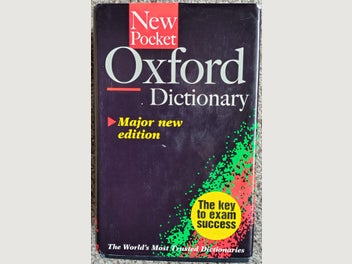 New
Pocket
Oxford
Dictionary
Major new
edition
The key
to exam
success
The World's Most Trusted Dictionaries